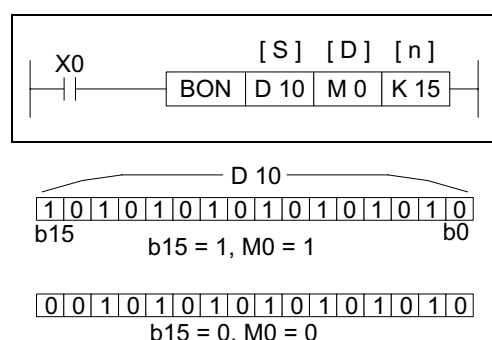 [ S ] [ D ] [ n ]
X0
BON D 10 M 0 K 15
D 10
1 0 1 0 1 0 1 0 1 0 1 0 1 0 1 0
b15 b0
b15 = 1, M0 = 1
0 0 1 0 1 0 1 0 1 0 1 0 1 0 1 0
b15 = 0, M0 = 0